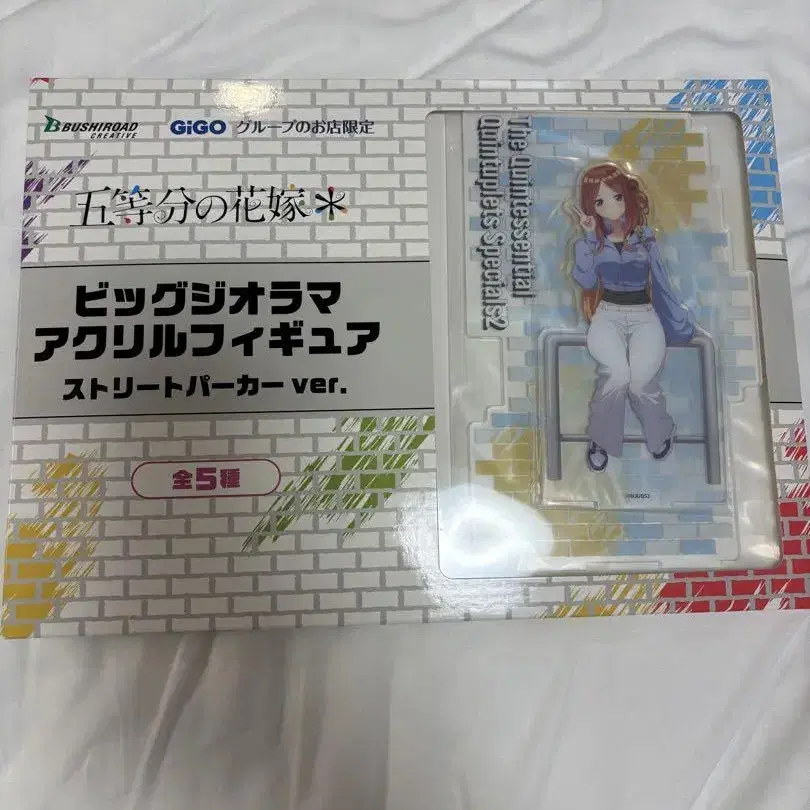 BUSHIROAD
CREATIVE
GiGO グループのお店限定
五等分の花嫁*
ビッグジオラマ
アクリルフィギュア
ストリートパーカー ver.
全5種
The Quintessential
Quintuplets Specials2